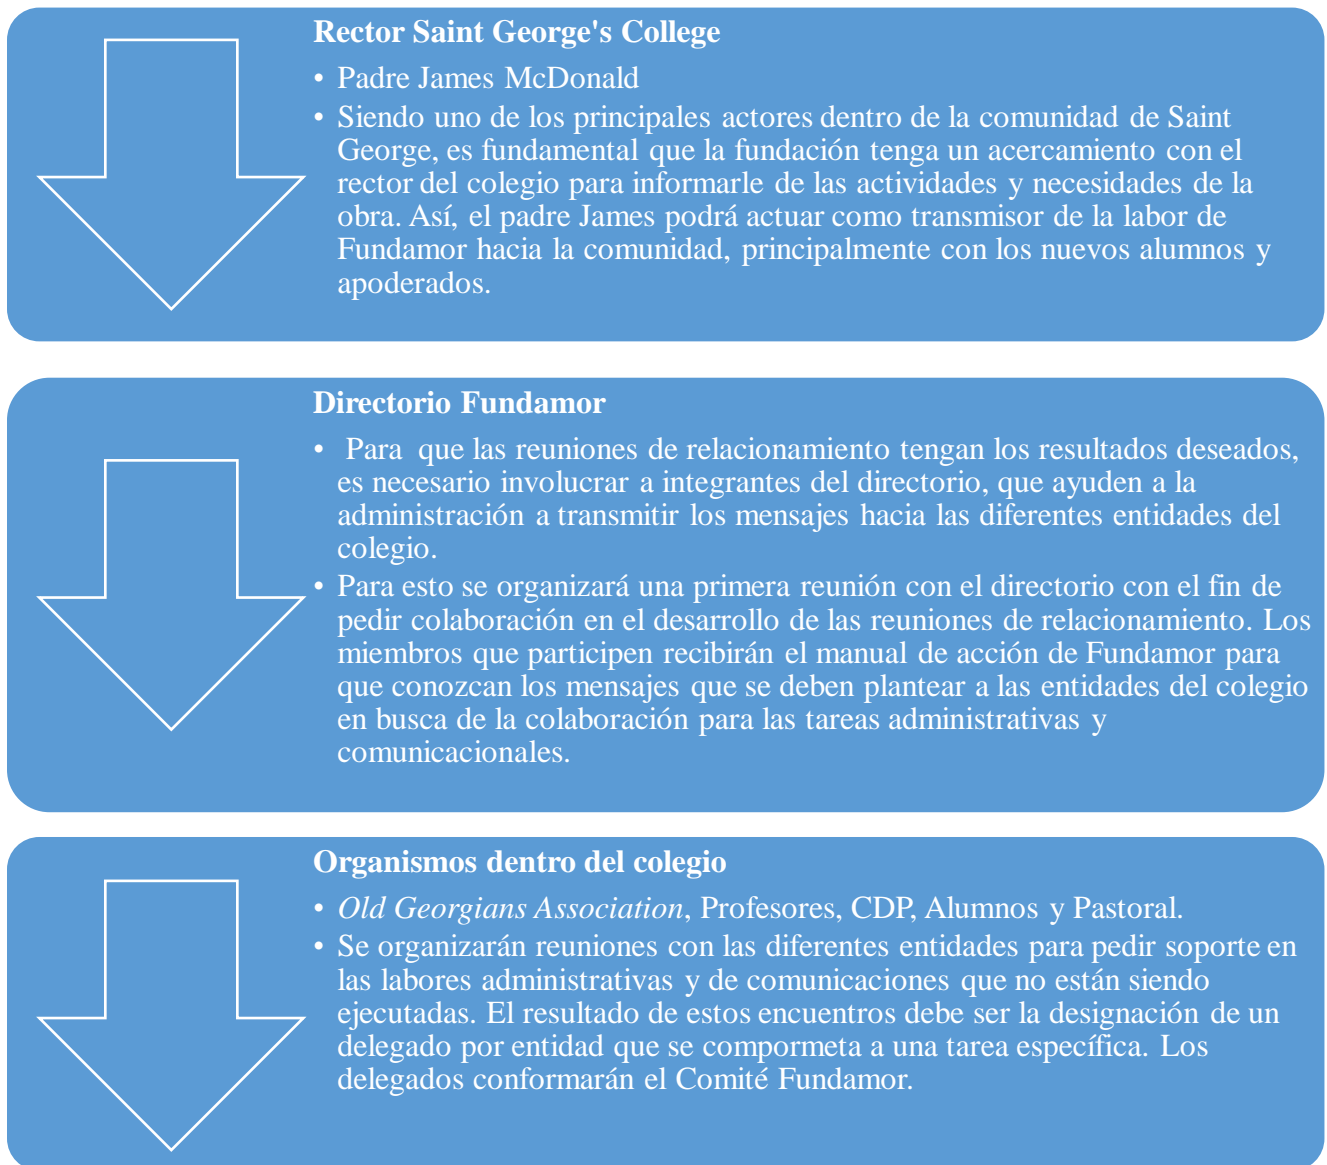 Rector Saint George's College
• Padre James McDonald
• Siendo uno de los principales actores dentro de la comunidad de Saint
George, es fundamental que la fundación tenga un acercamiento con el
rector del colegio para informarle de las actividades y necesidades de la
obra. Así, el padre James podrá actuar como transmisor de la labor de
Fundamor hacia la comunidad, principalmente con los nuevos alumnos y
apoderados.
Directorio Fundamor
• Para que las reuniones de relacionamiento tengan los resultados deseados,
es necesario involucrar a integrantes del directorio, que ayuden a la
administración a transmitir los mensajes hacia las diferentes entidades del
colegio.
• Para esto se organizará una primera reunión con el directorio con el fin de
pedir colaboración en el desarrollo de las reuniones de relacionamiento. Los
miembros que participen recibirán el manual de acción de Fundamor para
que conozcan los mensajes que se deben plantear a las entidades del colegio
en busca de la colaboración para las tareas administrativas y
comunicacionales.
Organismos dentro del colegio
• Old Georgians Association, Profesores, CDP, Alumnos y Pastoral.
• Se organizarán reuniones con las diferentes entidades para pedir soporte en
las labores administrativas y de comunicaciones que no están siendo
ejecutadas. El resultado de estos encuentros debe ser la designación de un
delegado por entidad que se compormeta a una tarea específica. Los
delegados conformarán el Comité Fundamor.